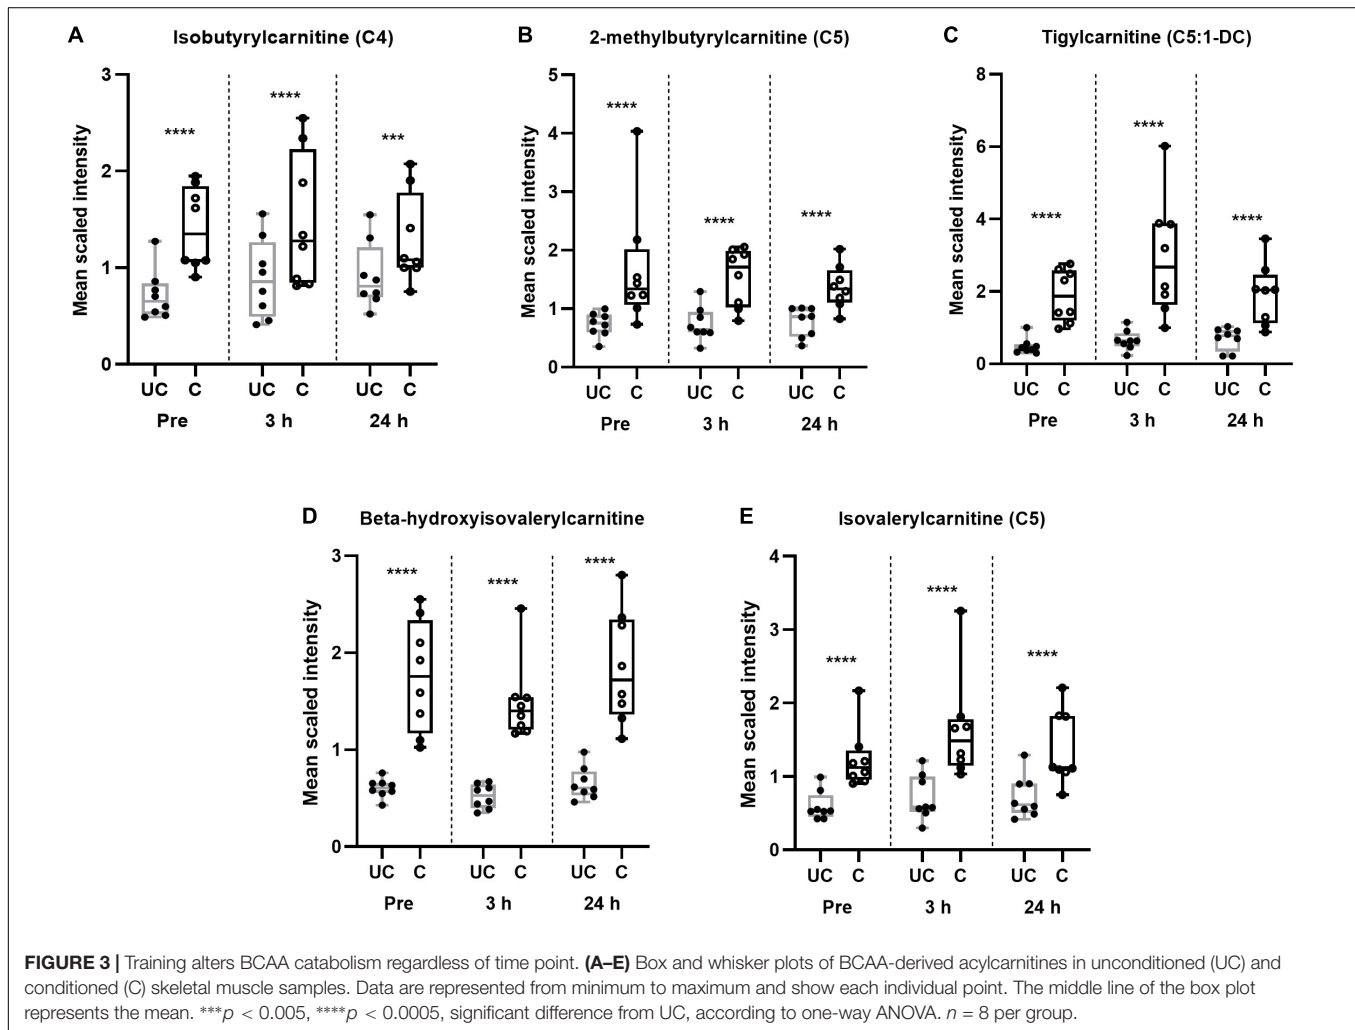 A Isobutyrylcarnitine (C4)
Mean scaled intensity
3
2
1
0
**** **** ***
UC C UC C UC C
Pre 3 h 24 h
B 2-methylbutyrylcarnitine (C5)
Mean scaled intensity
5
4
3
2
1
0
**** **** ****
UC C UC C UC C
Pre 3 h 24 h
C Tigylcarnitine (C5:1-DC)
Mean scaled intensity
8
6
4
2
0
**** **** ****
UC C UC C UC C
Pre 3 h 24 h
D Beta-hydroxyisovalerylcarnitine
Mean scaled intensity
3
2
1
0
**** **** ****
UC C UC C UC C
Pre 3 h 24 h
E Isovalerylcarnitine (C5)
Mean scaled intensity
4
3
2
1
0
**** **** ****
UC C UC C UC C
Pre 3 h 24 h
FIGURE 3 | Training alters BCAA catabolism regardless of time point. (A–E) Box and whisker plots of BCAA-derived acylcarnitines in unconditioned (UC) and
conditioned (C) skeletal muscle samples. Data are represented from minimum to maximum and show each individual point. The middle line of the box plot
represents the mean. ***p < 0.005, ****p < 0.0005, significant difference from UC, according to one-way ANOVA. n = 8 per group.